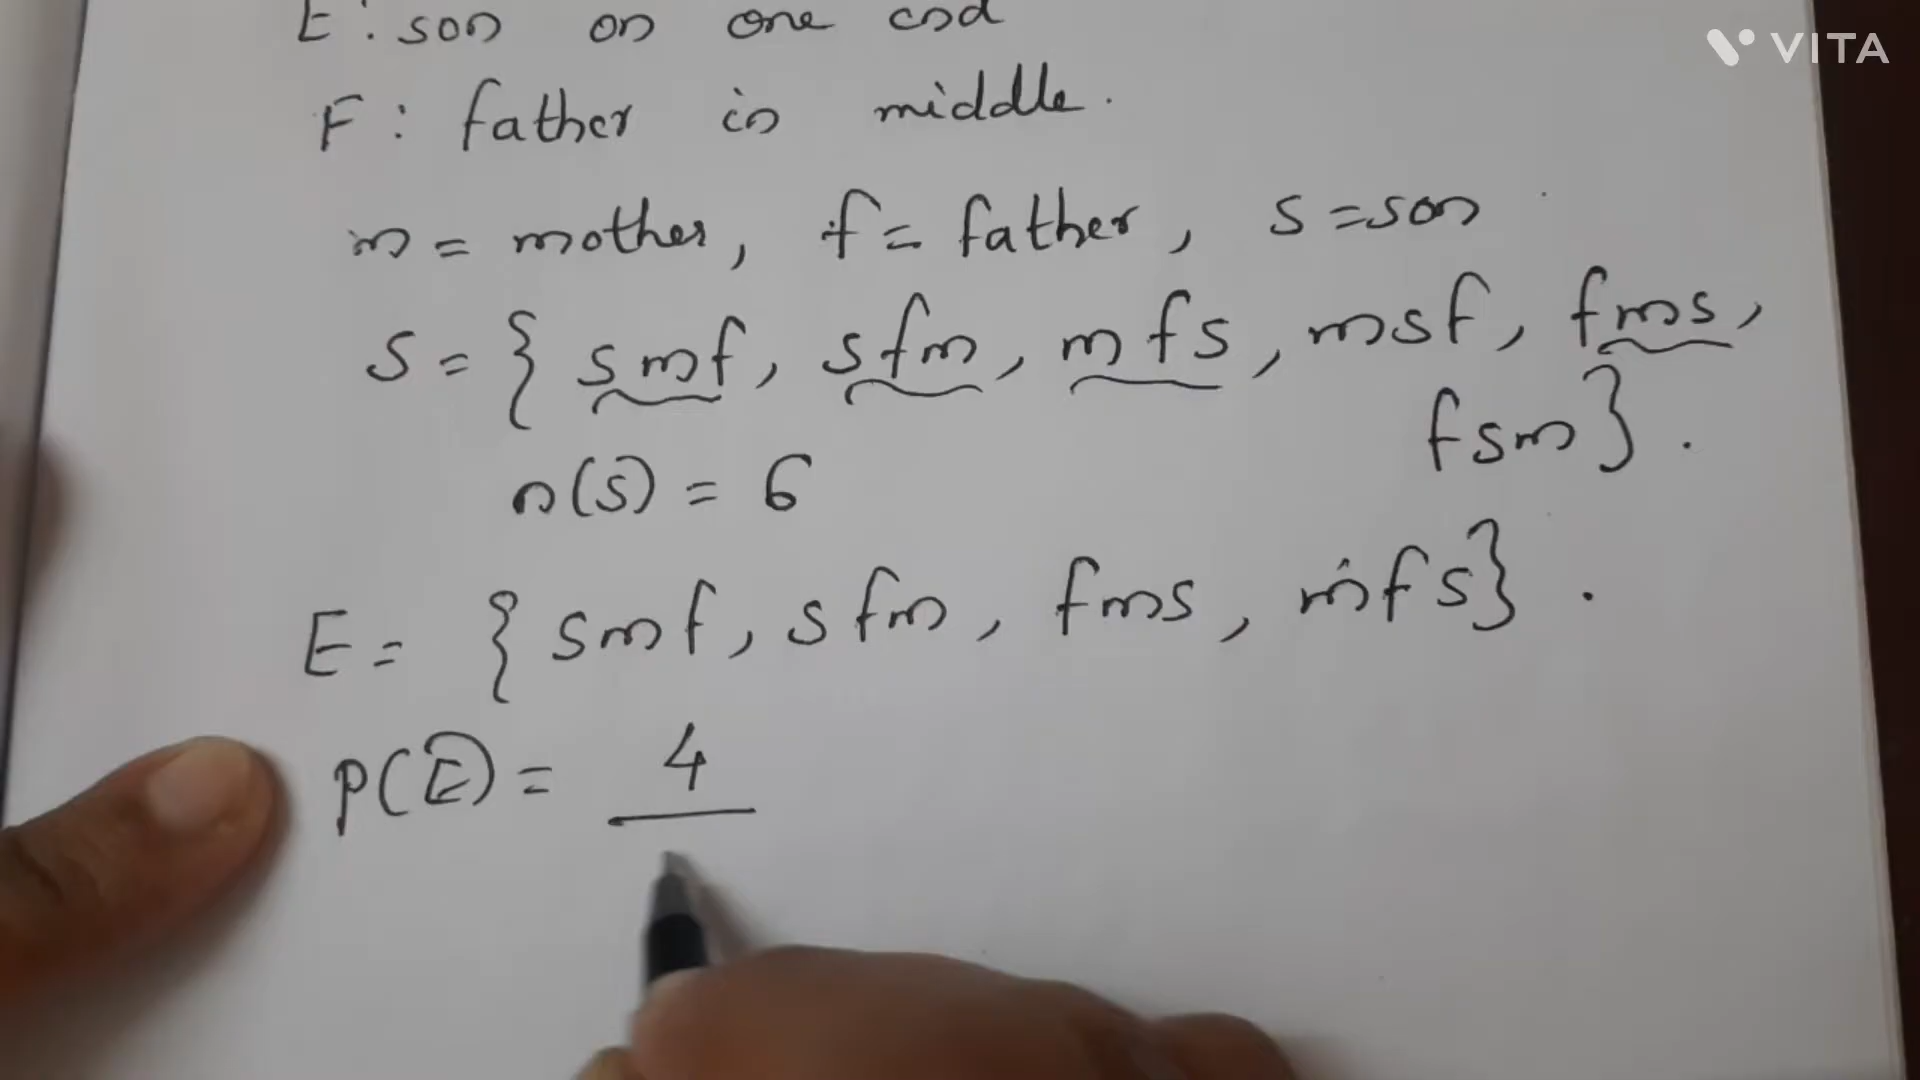 VITA
E: son on one end
F: father in middle.
m = mother, f = father, s = son
S = { smf, sfm, mfs, msf, fms,
fsm}.
n(S) = 6
E = { smf, sfm, fms, mfs}.
P(E) = 4